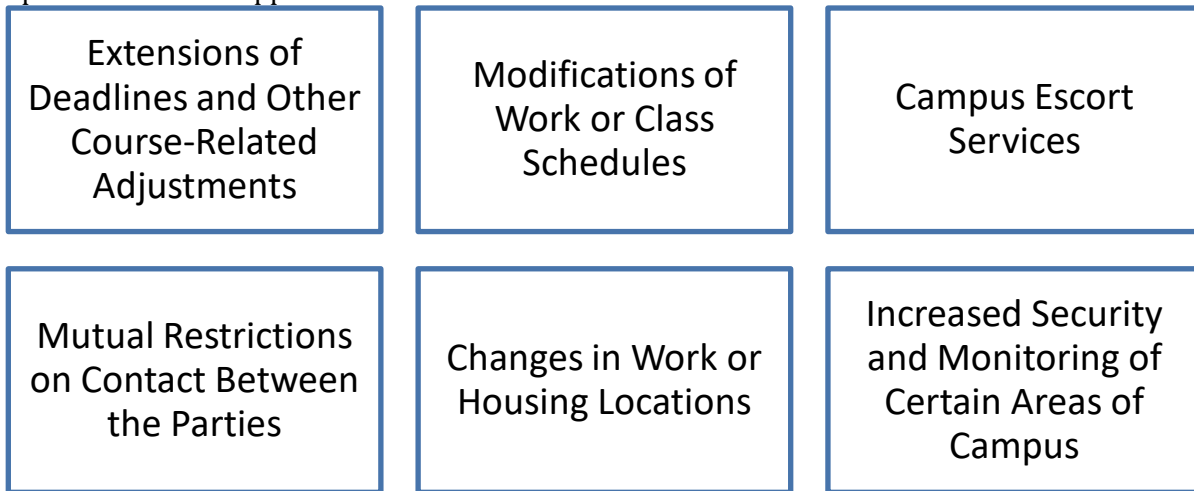 Extensions of
Deadlines and Other
Course-Related
Adjustments
Modifications of
Work or Class
Schedules
Campus Escort
Services
Mutual Restrictions
on Contact Between
the Parties
Changes in Work or
Housing Locations
Increased Security
and Monitoring of
Certain Areas of
Campus